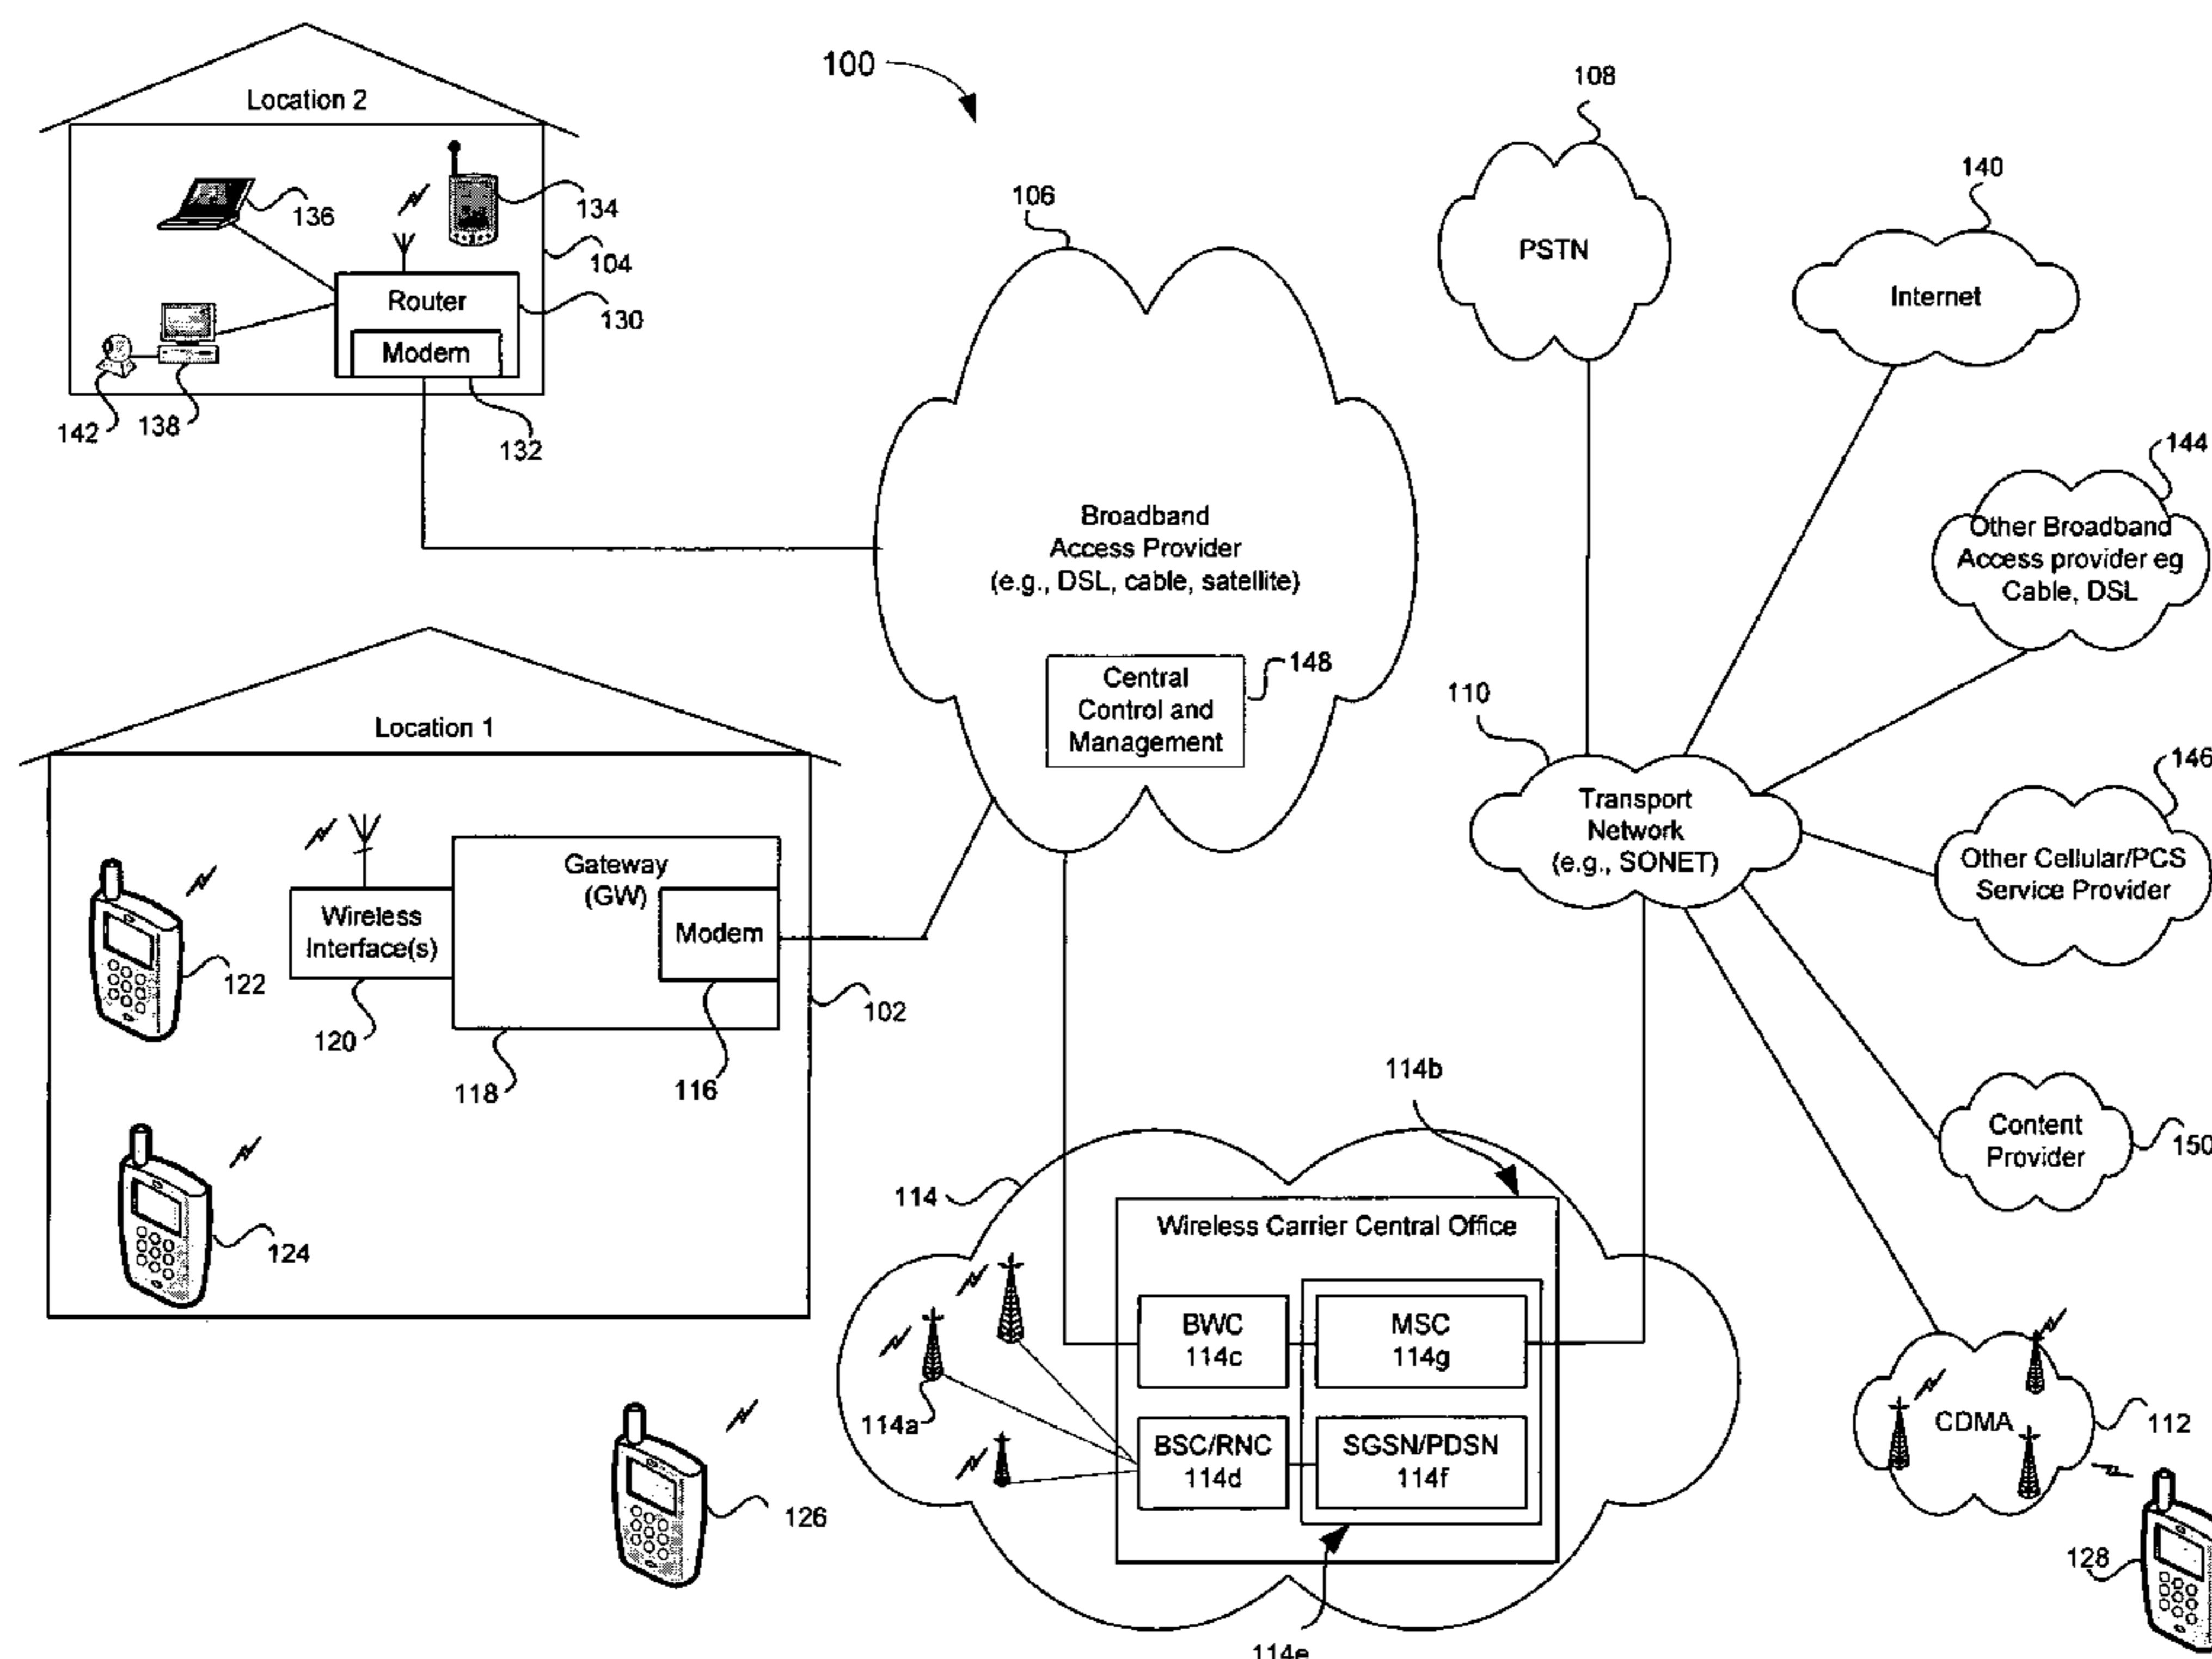 100
Location 2
136
134
104
Router
130
Modem
142
138
132
106
Broadband
Access Provider
(e.g., DSL, cable, satellite)
Central
Control and
Management
148
108
PSTN
140
Internet
144
Other Broadband
Access provider eg
Cable, DSL
110
Transport
Network
(e.g., SONET)
146
Other Cellular/PCS
Service Provider
Content
Provider
150
Location 1
Gateway
(GW)
Wireless
Interface(s)
Modem
122
120
118
116
102
124
126
114
114b
Wireless Carrier Central Office
BWC
114c
MSC
114g
114a
BSC/RNC
114d
SGSN/PDSN
114f
114e
CDMA
112
128